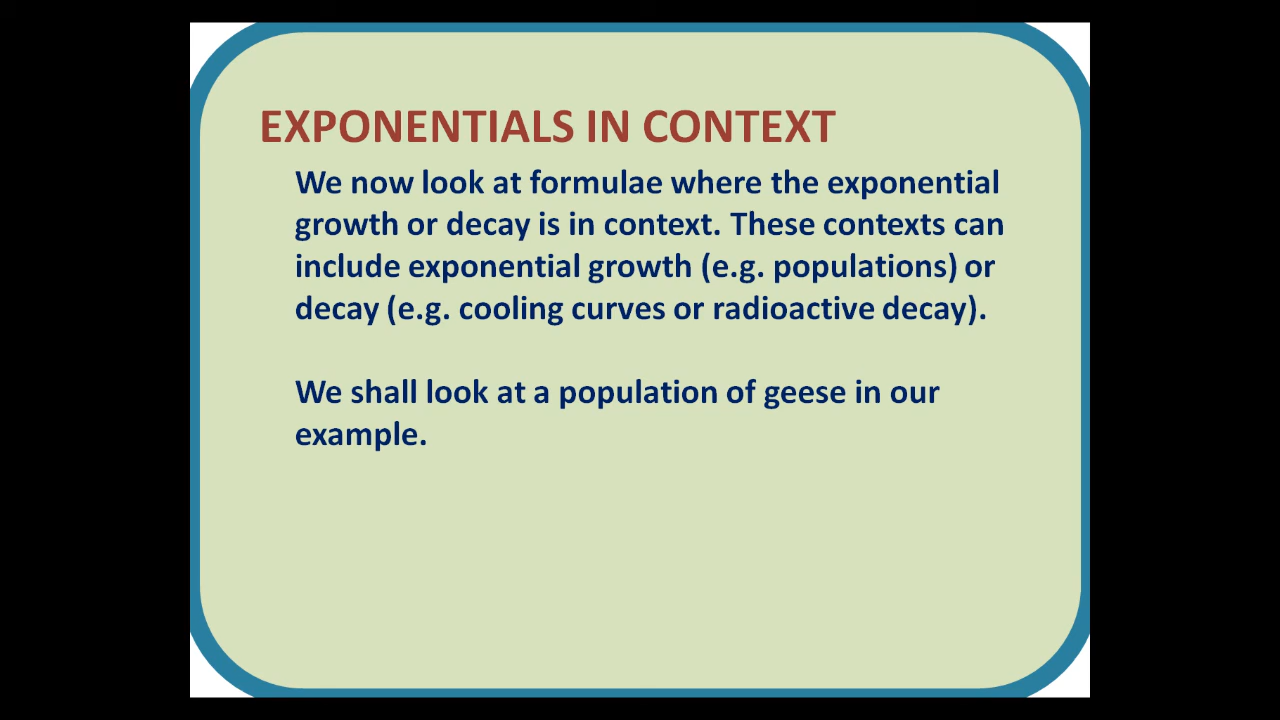 EXPONENTIALS IN CONTEXT
We now look at formulae where the exponential
growth or decay is in context. These contexts can
include exponential growth (e.g. populations) or
decay (e.g. cooling curves or radioactive decay).
We shall look at a population of geese in our
example.